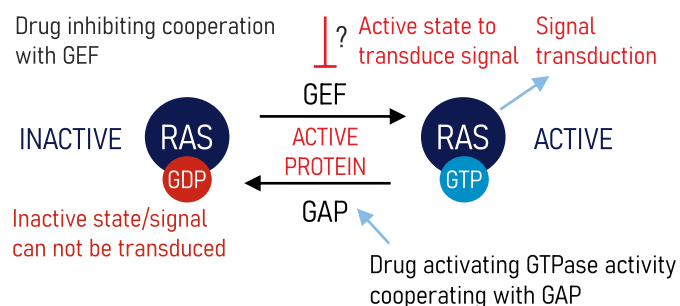 Drug inhibiting cooperation
with GEF
?
Active state to
transduce signal
Signal
transduction
GEF
INACTIVE
RAS
GDP
ACTIVE
PROTEIN
RAS
GTP
ACTIVE
GAP
Inactive state/signal
can not be transduced
Drug activating GTPase activity
cooperating with GAP